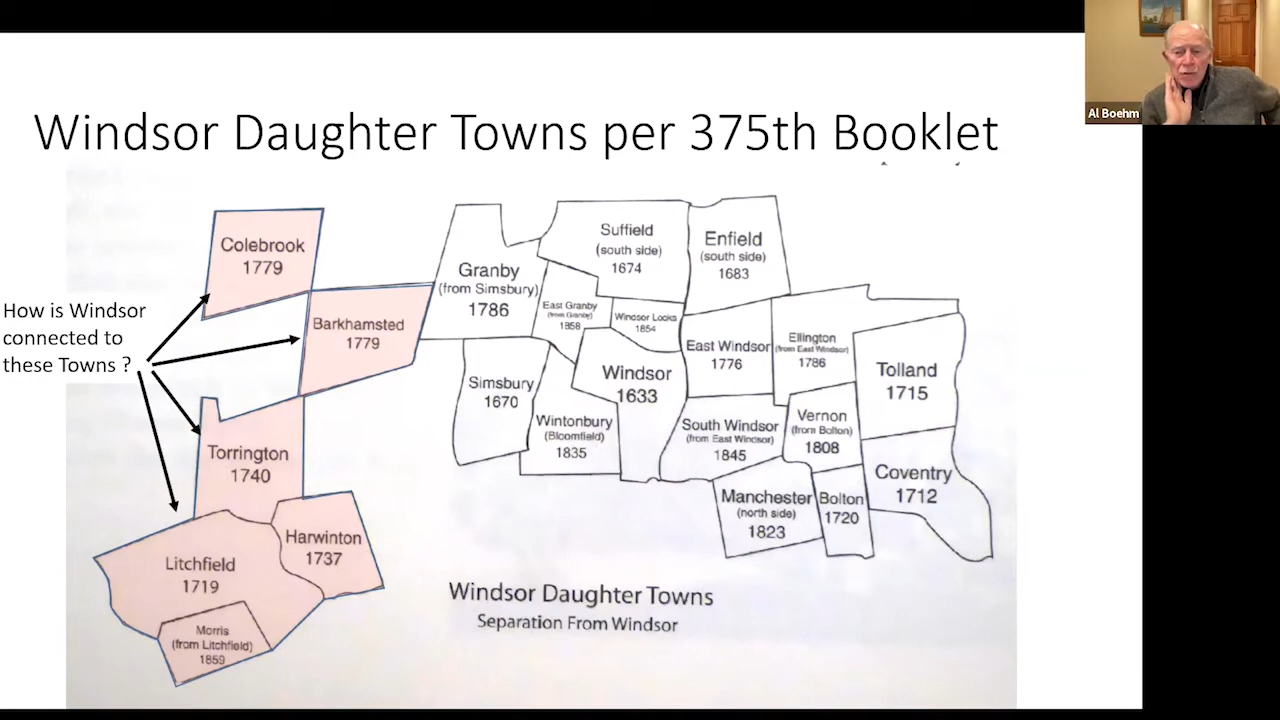 Al Boehm
Windsor Daughter Towns per 375th Booklet
How is Windsor
connected to
these Towns ?
Colebrook
1779
Barkhamsted
1779
Torrington
1740
Harwinton
1737
Litchfield
1719
Morris
(from Litchfield)
1859
Granby
(from Simsbury)
1786
Suffield
(south side)
1674
Enfield
(south side)
1683
East Granby
(from Granby)
1858
Windsor Locks
1854
East Windsor
1776
Ellington
(from East Windsor)
1786
Tolland
1715
Simsbury
1670
Windsor
1633
Wintonbury
(Bloomfield)
1835
South Windsor
(from East Windsor)
1845
Vernon
(from Bolton)
1808
Coventry
1712
Manchester
(north side)
1823
Bolton
1720
Windsor Daughter Towns
Separation From Windsor